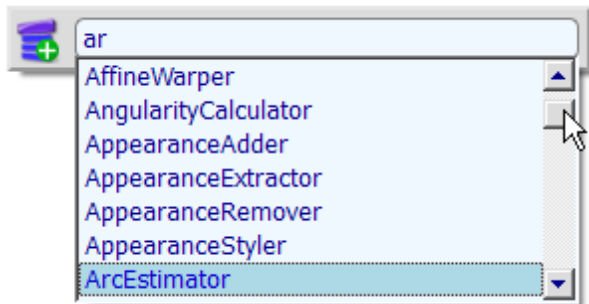 ar
AffineWarper
AngularityCalculator
AppearanceAdder
AppearanceExtractor
AppearanceRemover
AppearanceStyler
ArcEstimator